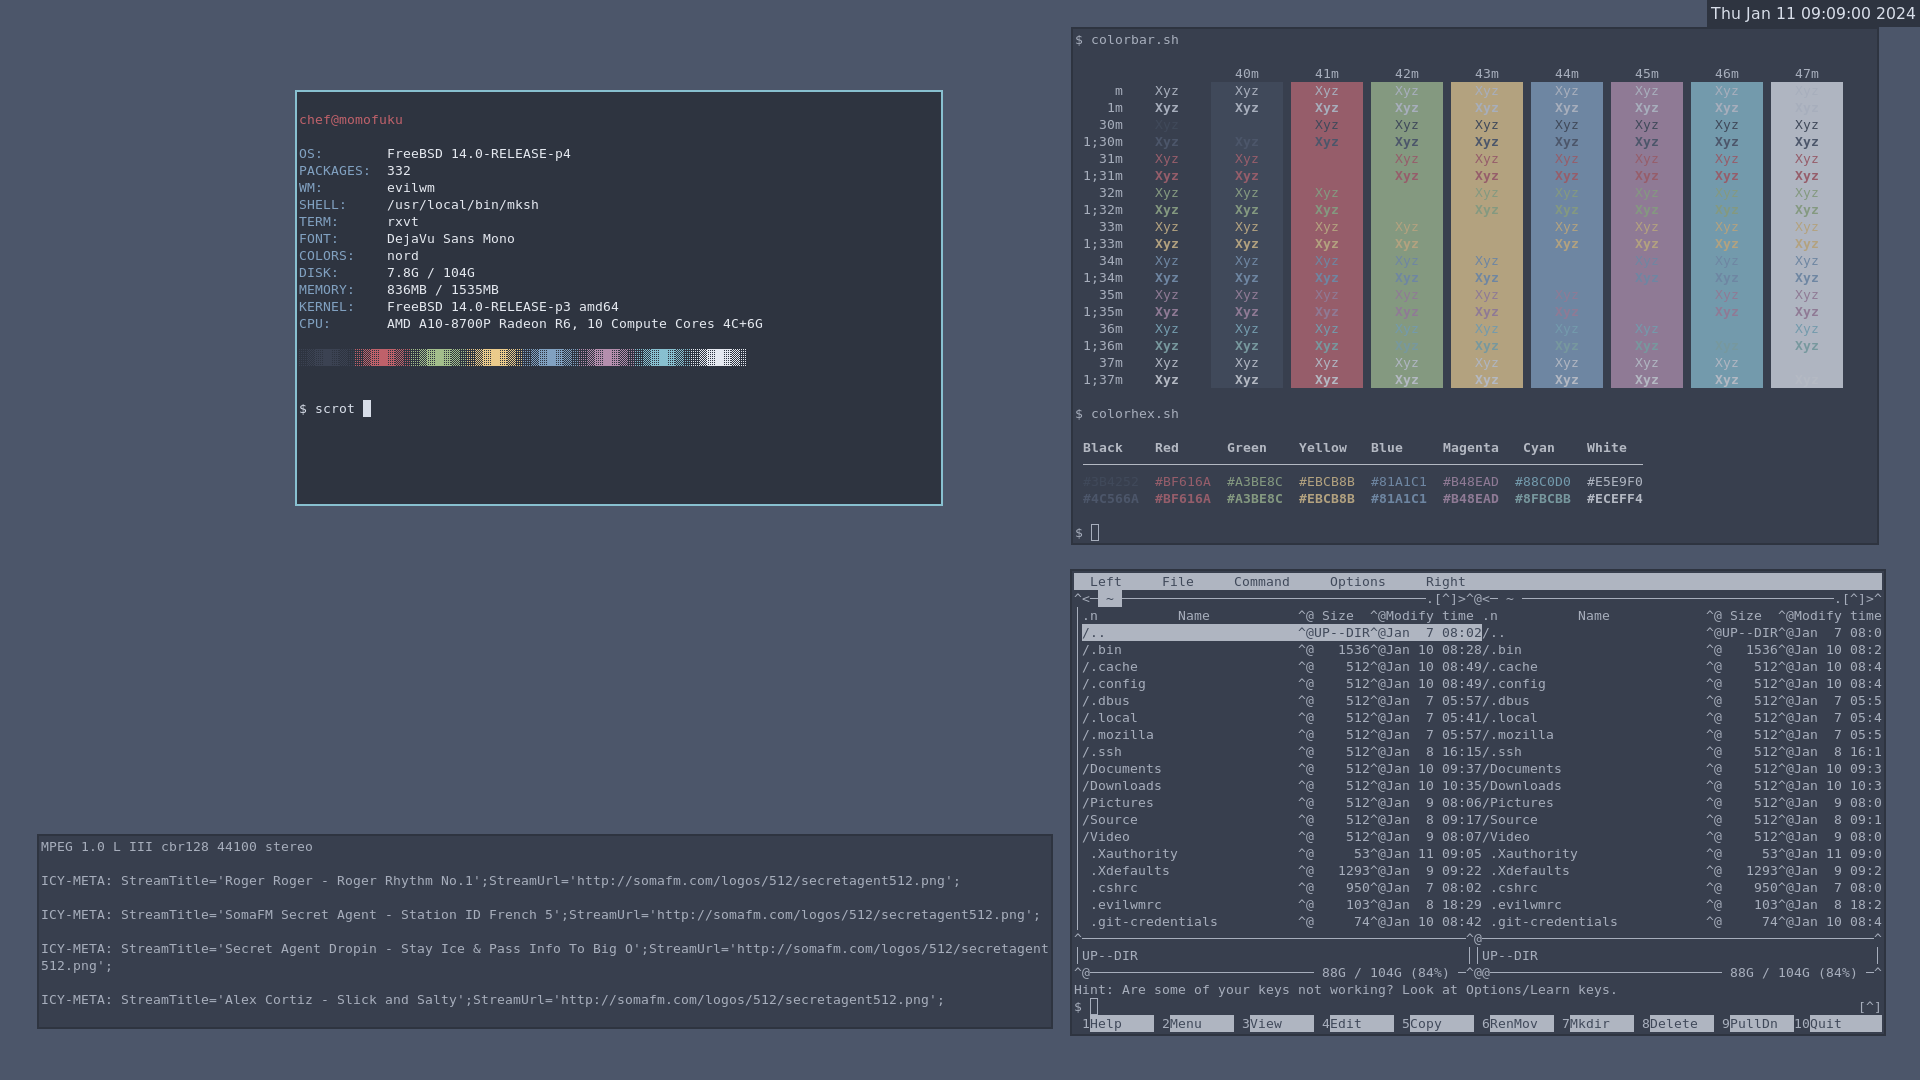 Thu Jan 11 09:09:00 2024
chef@momofuku
OS: FreeBSD 14.0-RELEASE-p4
PACKAGES: 332
WM: evilwm
SHELL: /usr/local/bin/mksh
TERM: rxvt
FONT: DejaVu Sans Mono
COLORS: nord
DISK: 7.8G / 104G
MEMORY: 836MB / 1535MB
KERNEL: FreeBSD 14.0-RELEASE-p3 amd64
CPU: AMD A10-8700P Radeon R6, 10 Compute Cores 4C+6G
$ scrot
$ colorbar.sh
40m 41m 42m 43m 44m 45m 46m 47m
m Xyz Xyz Xyz Xyz Xyz Xyz Xyz Xyz Xyz
1m Xyz Xyz Xyz Xyz Xyz Xyz Xyz Xyz Xyz
30m Xyz Xyz Xyz Xyz Xyz Xyz Xyz Xyz
1;30m Xyz Xyz Xyz Xyz Xyz Xyz Xyz Xyz Xyz
31m Xyz Xyz Xyz Xyz Xyz Xyz Xyz Xyz
1;31m Xyz Xyz Xyz Xyz Xyz Xyz Xyz Xyz
32m Xyz Xyz Xyz Xyz Xyz Xyz Xyz Xyz
1;32m Xyz Xyz Xyz Xyz Xyz Xyz Xyz Xyz
33m Xyz Xyz Xyz Xyz Xyz Xyz Xyz Xyz
1;33m Xyz Xyz Xyz Xyz Xyz Xyz Xyz Xyz
34m Xyz Xyz Xyz Xyz Xyz Xyz Xyz Xyz
1;34m Xyz Xyz Xyz Xyz Xyz Xyz Xyz Xyz
35m Xyz Xyz Xyz Xyz Xyz Xyz Xyz Xyz
1;35m Xyz Xyz Xyz Xyz Xyz Xyz Xyz Xyz
36m Xyz Xyz Xyz Xyz Xyz Xyz Xyz Xyz
1;36m Xyz Xyz Xyz Xyz Xyz Xyz Xyz Xyz
37m Xyz Xyz Xyz Xyz Xyz Xyz Xyz Xyz
1;37m Xyz Xyz Xyz Xyz Xyz Xyz Xyz Xyz
$ colorhex.sh
Black Red Green Yellow Blue Magenta Cyan White
#3B4252 #BF616A #A3BE8C #EBCB8B #81A1C1 #B48EAD #88C0D0 #E5E9F0
#4C566A #BF616A #A3BE8C #EBCB8B #81A1C1 #B48EAD #8FBCBB #ECEFF4
$
Left File Command Options Right
^<─ ~ ─.[^]>^@<─ ~ ─.[^]>^
.n Name ^@ Size ^@Modify time .n Name ^@ Size ^@Modify time
/.. ^@UP--DIR^@Jan 7 08:02/.. ^@UP--DIR^@Jan 7 08:0
/.bin ^@ 1536^@Jan 10 08:28/.bin ^@ 1536^@Jan 10 08:2
/.cache ^@ 512^@Jan 10 08:49/.cache ^@ 512^@Jan 10 08:4
/.config ^@ 512^@Jan 10 08:49/.config ^@ 512^@Jan 10 08:4
/.dbus ^@ 512^@Jan 7 05:57/.dbus ^@ 512^@Jan 7 05:5
/.local ^@ 512^@Jan 7 05:41/.local ^@ 512^@Jan 7 05:4
/.mozilla ^@ 512^@Jan 7 05:57/.mozilla ^@ 512^@Jan 7 05:5
/.ssh ^@ 512^@Jan 8 16:15/.ssh ^@ 512^@Jan 8 16:1
/Documents ^@ 512^@Jan 10 09:37/Documents ^@ 512^@Jan 10 09:3
/Downloads ^@ 512^@Jan 10 10:35/Downloads ^@ 512^@Jan 10 10:3
/Pictures ^@ 512^@Jan 9 08:06/Pictures ^@ 512^@Jan 9 08:0
/Source ^@ 512^@Jan 8 09:17/Source ^@ 512^@Jan 8 09:1
/Video ^@ 512^@Jan 9 08:07/Video ^@ 512^@Jan 9 08:0
.Xauthority ^@ 53^@Jan 11 09:05 .Xauthority ^@ 53^@Jan 11 09:0
.Xdefaults ^@ 1293^@Jan 9 09:22 .Xdefaults ^@ 1293^@Jan 9 09:2
.cshrc ^@ 950^@Jan 7 08:02 .cshrc ^@ 950^@Jan 7 08:0
.evilwmrc ^@ 103^@Jan 8 18:29 .evilwmrc ^@ 103^@Jan 8 18:2
.git-credentials ^@ 74^@Jan 10 08:42 .git-credentials ^@ 74^@Jan 10 08:4
^─^@─^
UP--DIR UP--DIR
^@─ 88G / 104G (84%) ─^@@─ 88G / 104G (84%) ─^
Hint: Are some of your keys not working? Look at Options/Learn keys.
$ [^]
1Help 2Menu 3View 4Edit 5Copy 6RenMov 7Mkdir 8Delete 9PullDn 10Quit
MPEG 1.0 L III cbr128 44100 stereo
ICY-META: StreamTitle='Roger Roger - Roger Rhythm No.1';StreamUrl='http://somafm.com/logos/512/secretagent512.png';
ICY-META: StreamTitle='SomaFM Secret Agent - Station ID French 5';StreamUrl='http://somafm.com/logos/512/secretagent512.png';
ICY-META: StreamTitle='Secret Agent Dropin - Stay Ice & Pass Info To Big O';StreamUrl='http://somafm.com/logos/512/secretagent
512.png';
ICY-META: StreamTitle='Alex Cortiz - Slick and Salty';StreamUrl='http://somafm.com/logos/512/secretagent512.png';